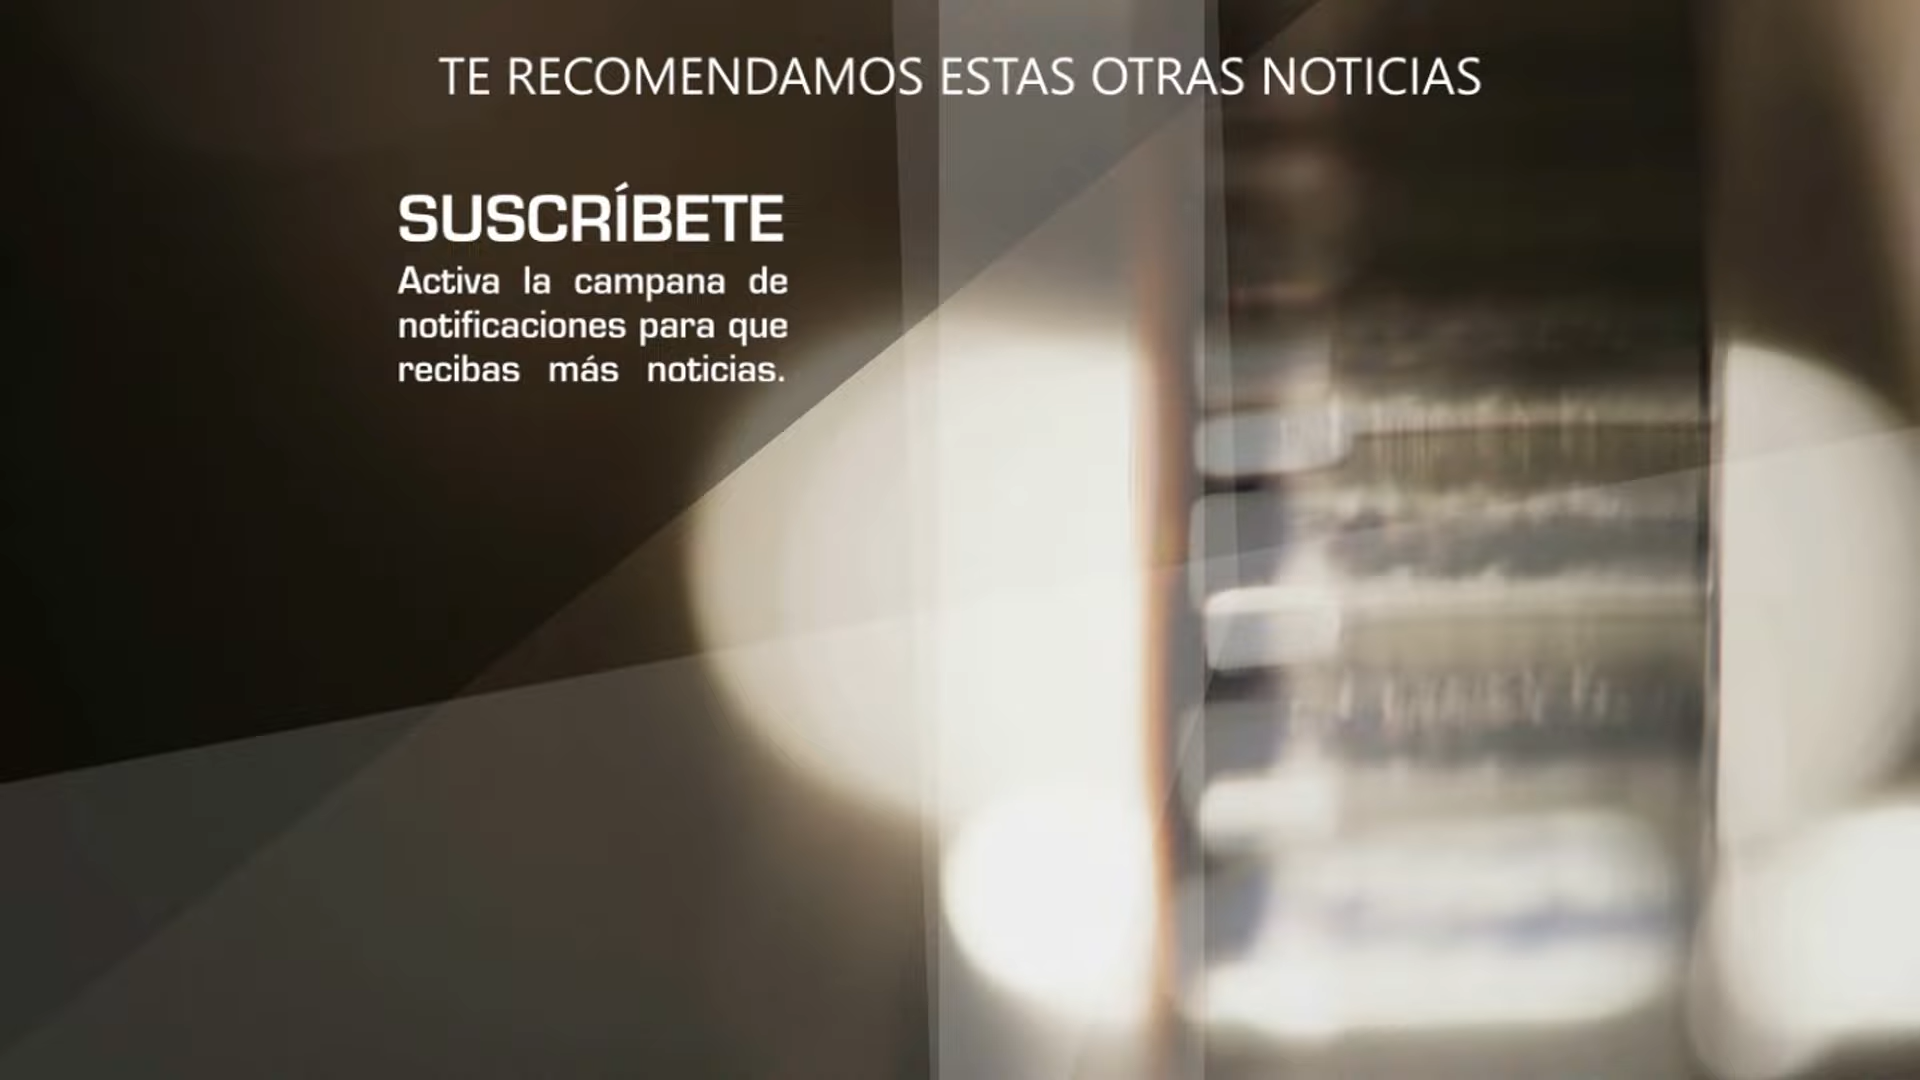 TE RECOMENDAMOS ESTAS OTRAS NOTICIAS
SUSCRÍBETE
Activa la campana de
notificaciones para que
recibas más noticias.